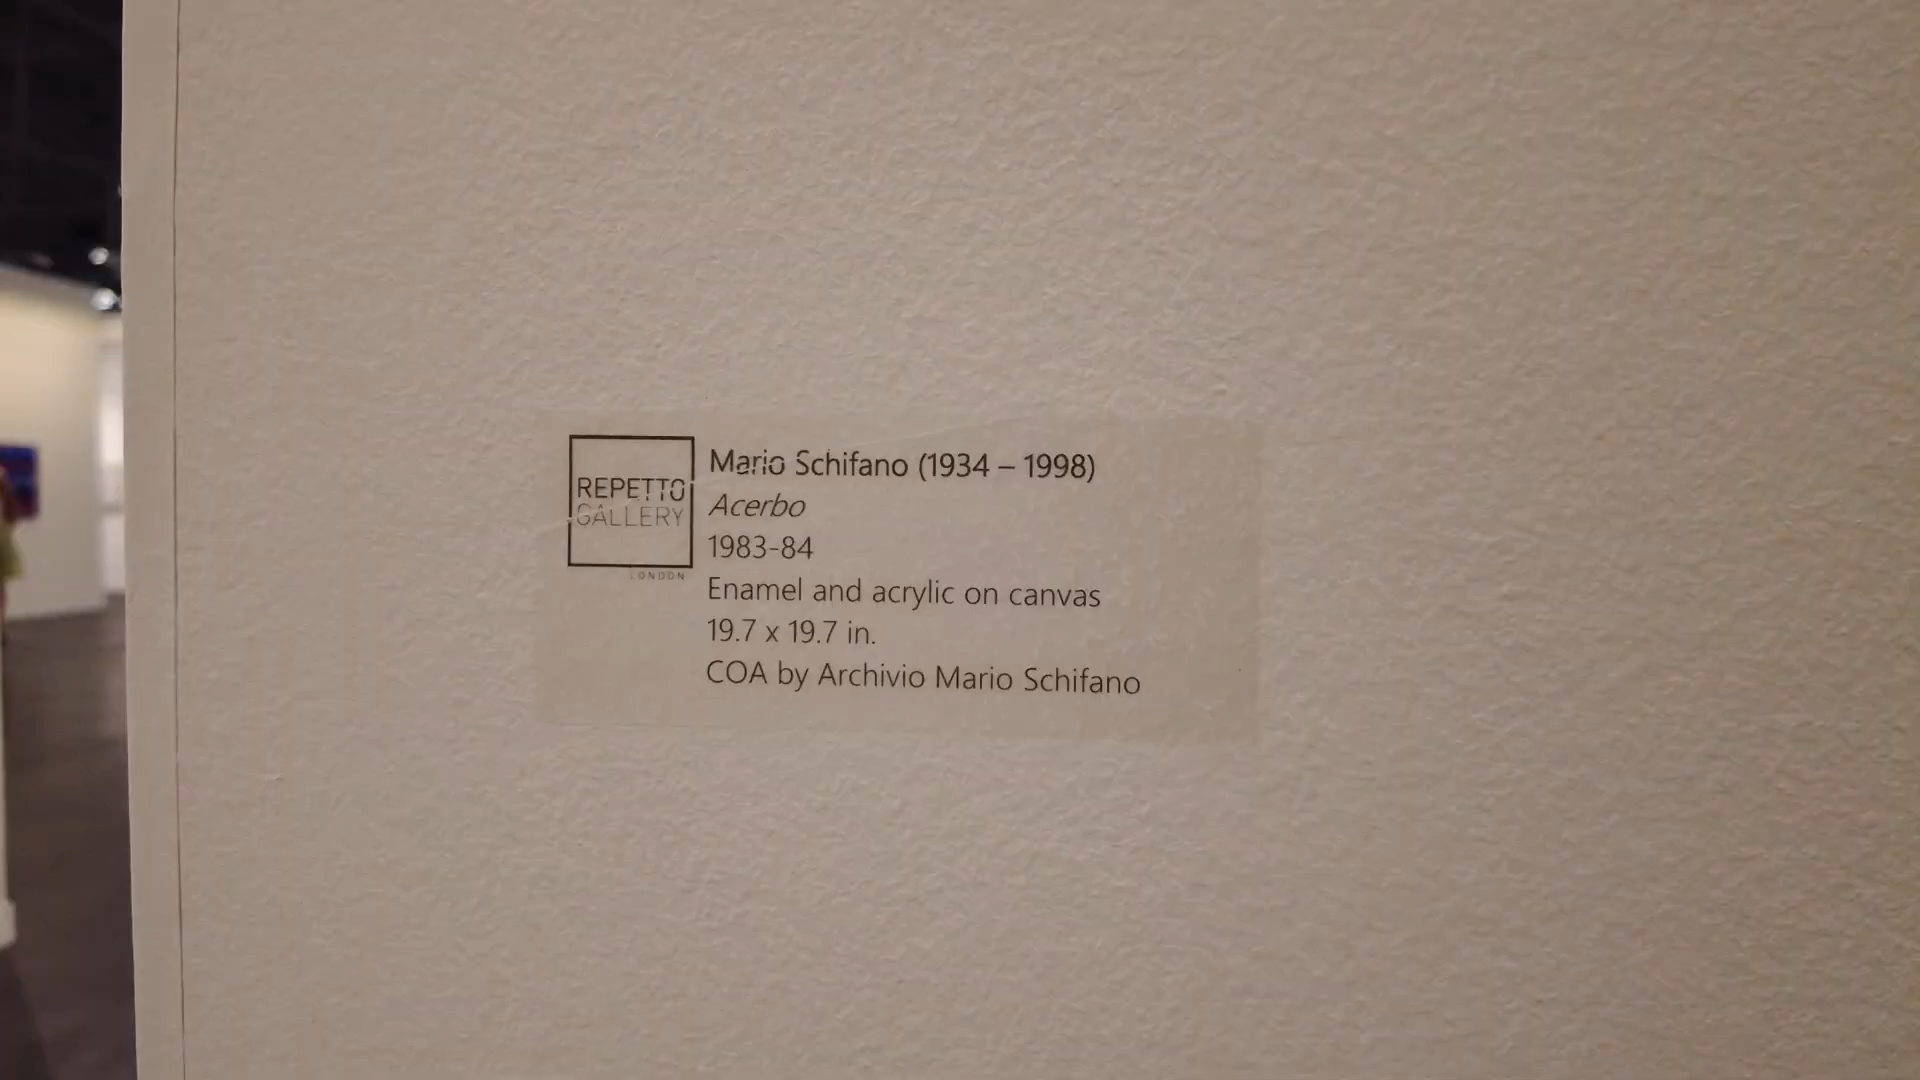 REPETTO
GALLERY
LONDON
Mario Schifano (1934 – 1998)
Acerbo
1983-84
Enamel and acrylic on canvas
19.7 x 19.7 in.
COA by Archivio Mario Schifano